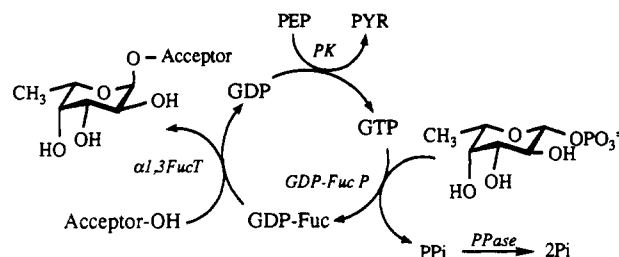 PEP PYR
PK
O – Acceptor
CH₃ O
OH
OH
HO
GDP
GTP
CH₃ O OPO₃⁼
OH
OH
HO
α1,3FucT
GDP-Fuc P
Acceptor-OH GDP-Fuc
PPi PPase 2Pi